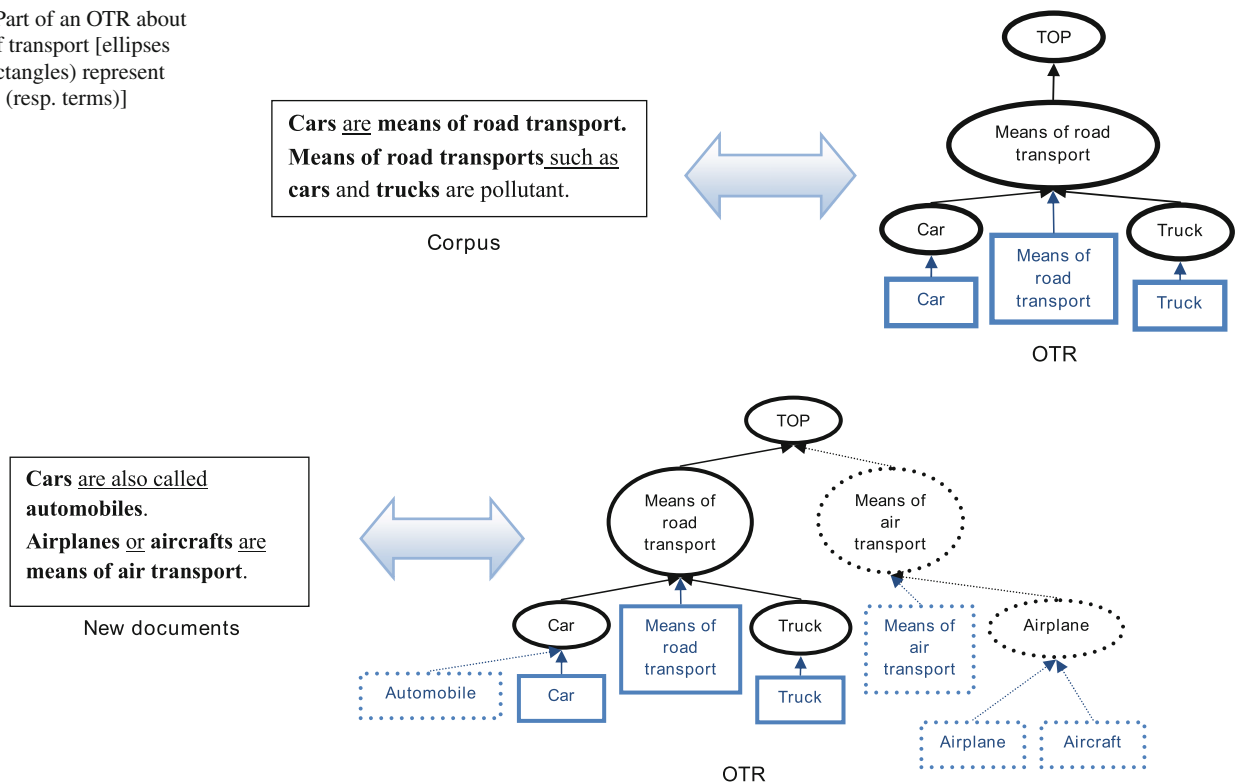 Part of an OTR about
f transport [ellipses
ctangles) represent
(resp. terms)]
Cars are means of road transport.
Means of road transports such as
cars and trucks are pollutant.
Corpus
TOP
Means of road
transport
Car
Truck
Means of
road
transport
Car
Truck
OTR
Cars are also called
automobiles.
Airplanes or aircrafts are
means of air transport.
New documents
TOP
Means of
road
transport
Means of
air
transport
Car
Means of
road
transport
Truck
Means of
air
transport
Airplane
Automobile
Car
Truck
Airplane
Aircraft
OTR